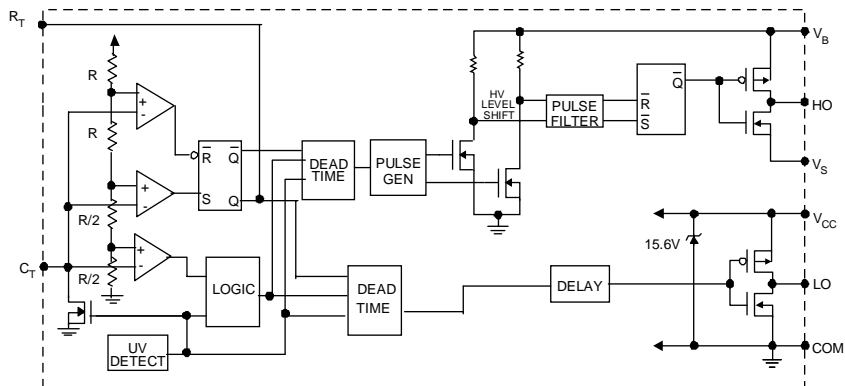 R_T
R
+
-
R
+
-
R/2
+
-
R/2
C_T
R̅ Q̅
S Q
LOGIC
UV
DETECT
DEAD
TIME
PULSE
GEN
HV
LEVEL
SHIFT
PULSE
FILTER
R̅
S̅
Q̅
DEAD
TIME
DELAY
15.6V
V_B
HO
V_S
V_CC
LO
COM